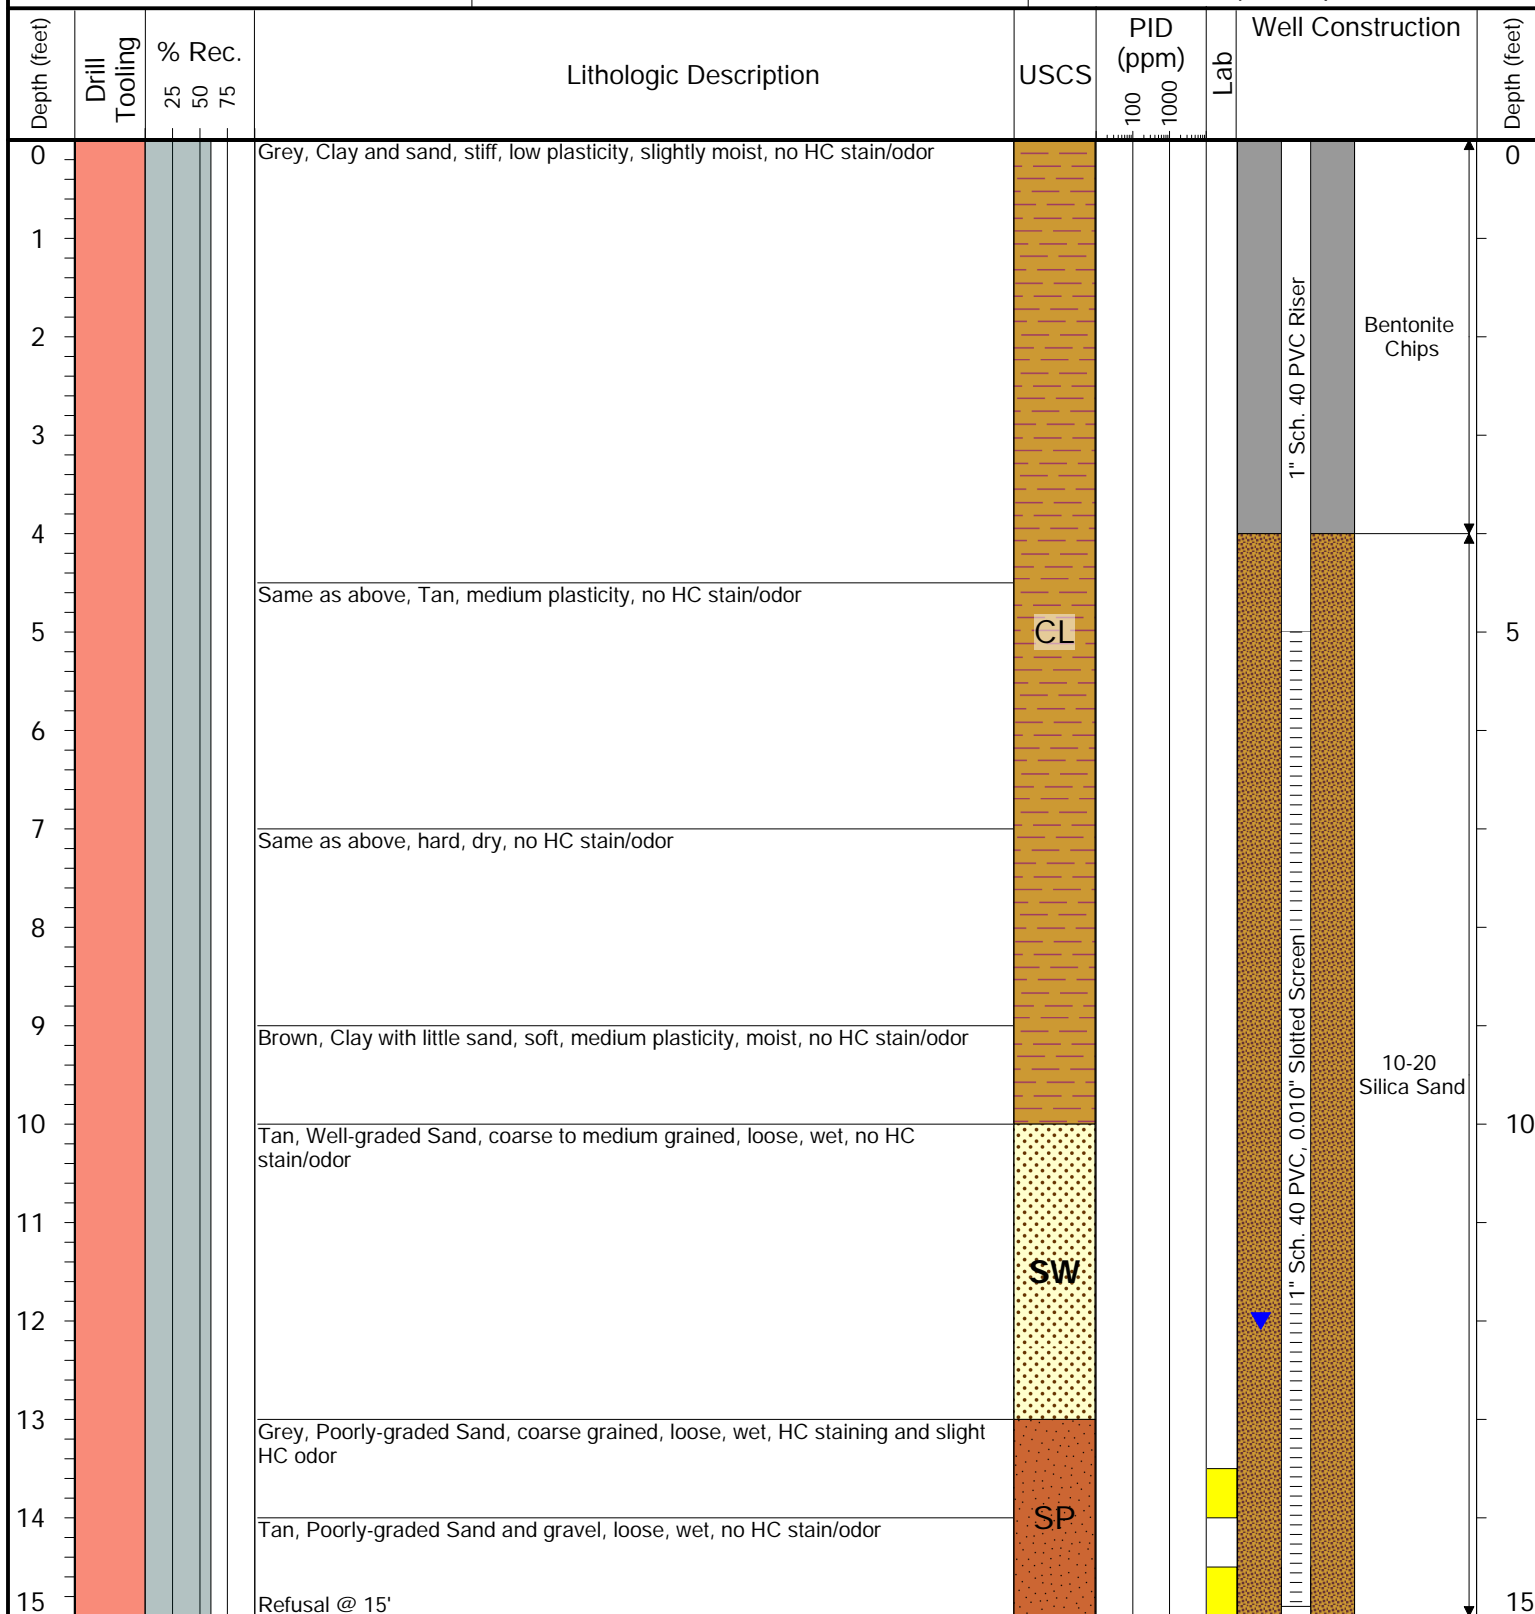 Depth (feet)
Drill
Tooling
% Rec.
25
50
75
Lithologic Description
USCS
PID
(ppm)
100
1000
Lab
Well Construction
Depth (feet)
0
Grey, Clay and sand, stiff, low plasticity, slightly moist, no HC stain/odor
0
1
1" Sch. 40 PVC Riser
2
Bentonite
Chips
3
4
Same as above, Tan, medium plasticity, no HC stain/odor
5
CL
5
6
7
Same as above, hard, dry, no HC stain/odor
8
9
Brown, Clay with little sand, soft, medium plasticity, moist, no HC stain/odor
1" Sch. 40 PVC, 0.010" Slotted Screen
10-20
Silica Sand
10
10
Tan, Well-graded Sand, coarse to medium grained, loose, wet, no HC
stain/odor
11
SW
12
13
Grey, Poorly-graded Sand, coarse grained, loose, wet, HC staining and slight
HC odor
14
SP
Tan, Poorly-graded Sand and gravel, loose, wet, no HC stain/odor
15
Refusal @ 15'
15